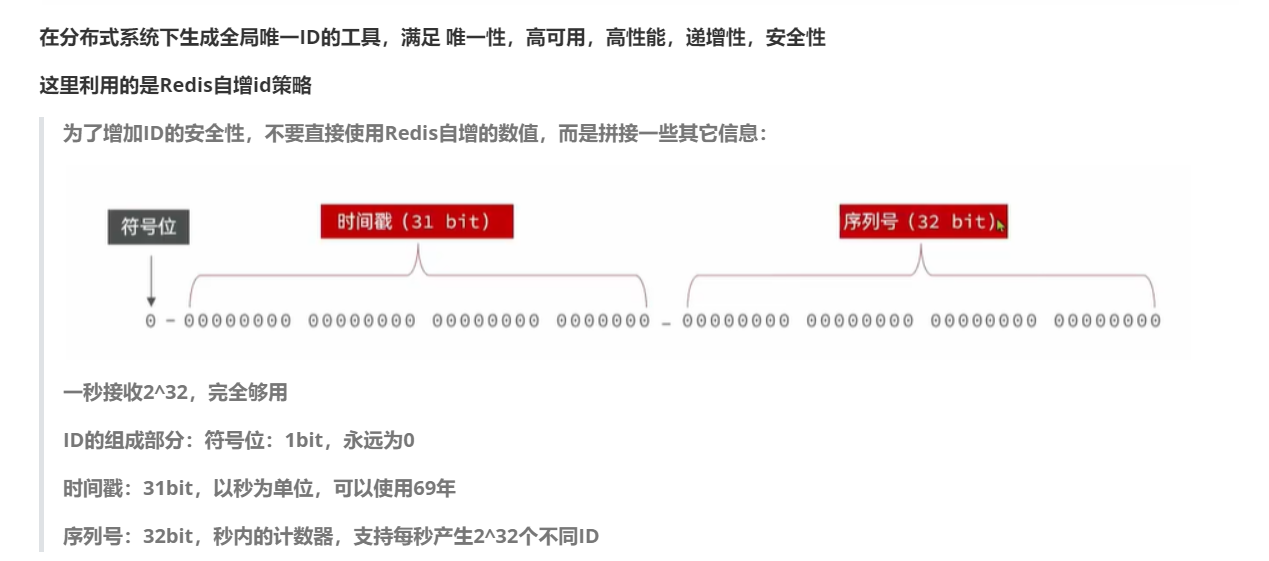 在分布式系统下生成全局唯一ID的工具，满足 唯一性，高可用，高性能，递增性，安全性
这里利用的是Redis自增id策略
为了增加ID的安全性，不要直接使用Redis自增的数值，而是拼接一些其它信息：
符号位
时间戳（31 bit）
序列号（32 bit）
0 - 00000000 00000000 00000000 0000000 - 00000000 00000000 00000000 00000000
一秒接收2^32，完全够用
ID的组成部分：符号位：1bit，永远为0
时间戳：31bit，以秒为单位，可以使用69年
序列号：32bit，秒内的计数器，支持每秒产生2^32个不同ID